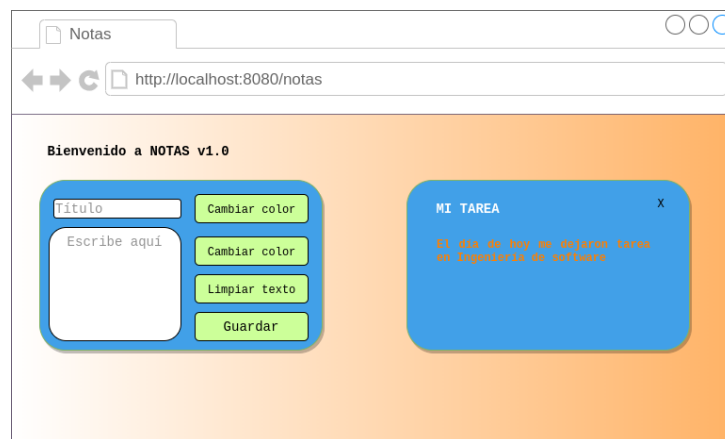 Notas
http://localhost:8080/notas
Bienvenido a NOTAS v1.0
Título
Cambiar color
Escribe aquí
Cambiar color
Limpiar texto
Guardar
MI TAREA
X
El día de hoy me dejaron tarea
en Ingeniería de software